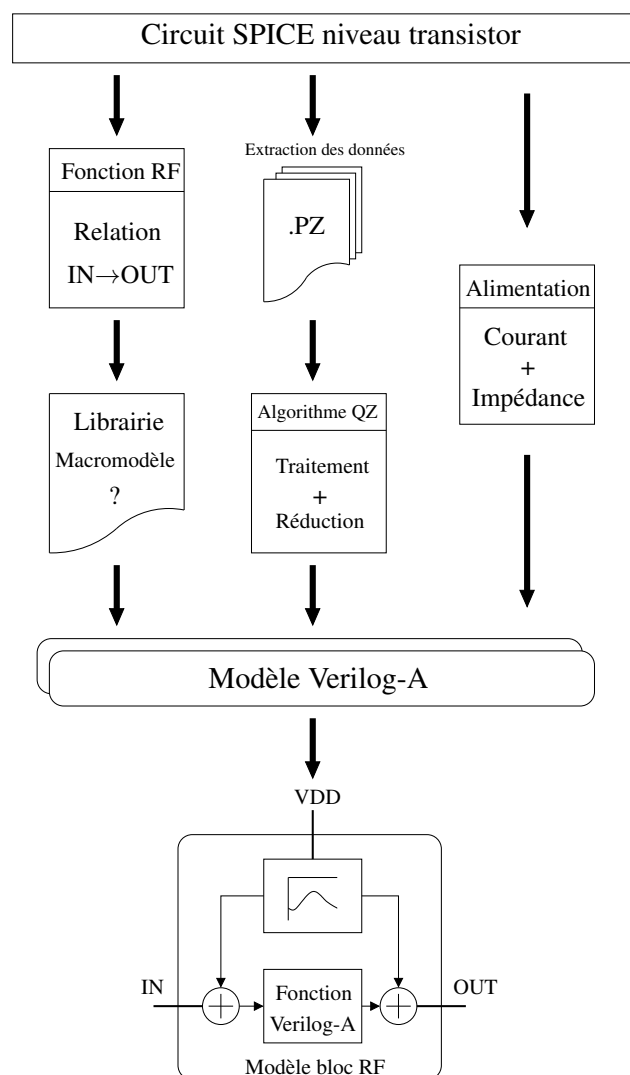 Circuit SPICE niveau transistor
Fonction RF
Relation
IN→OUT
Extraction des données
.PZ
Alimentation
Courant
+
Impédance
Librairie
Macromodèle
?
Algorithme QZ
Traitement
+
Réduction
Modèle Verilog-A
VDD
IN
Fonction
Verilog-A
OUT
Modèle bloc RF